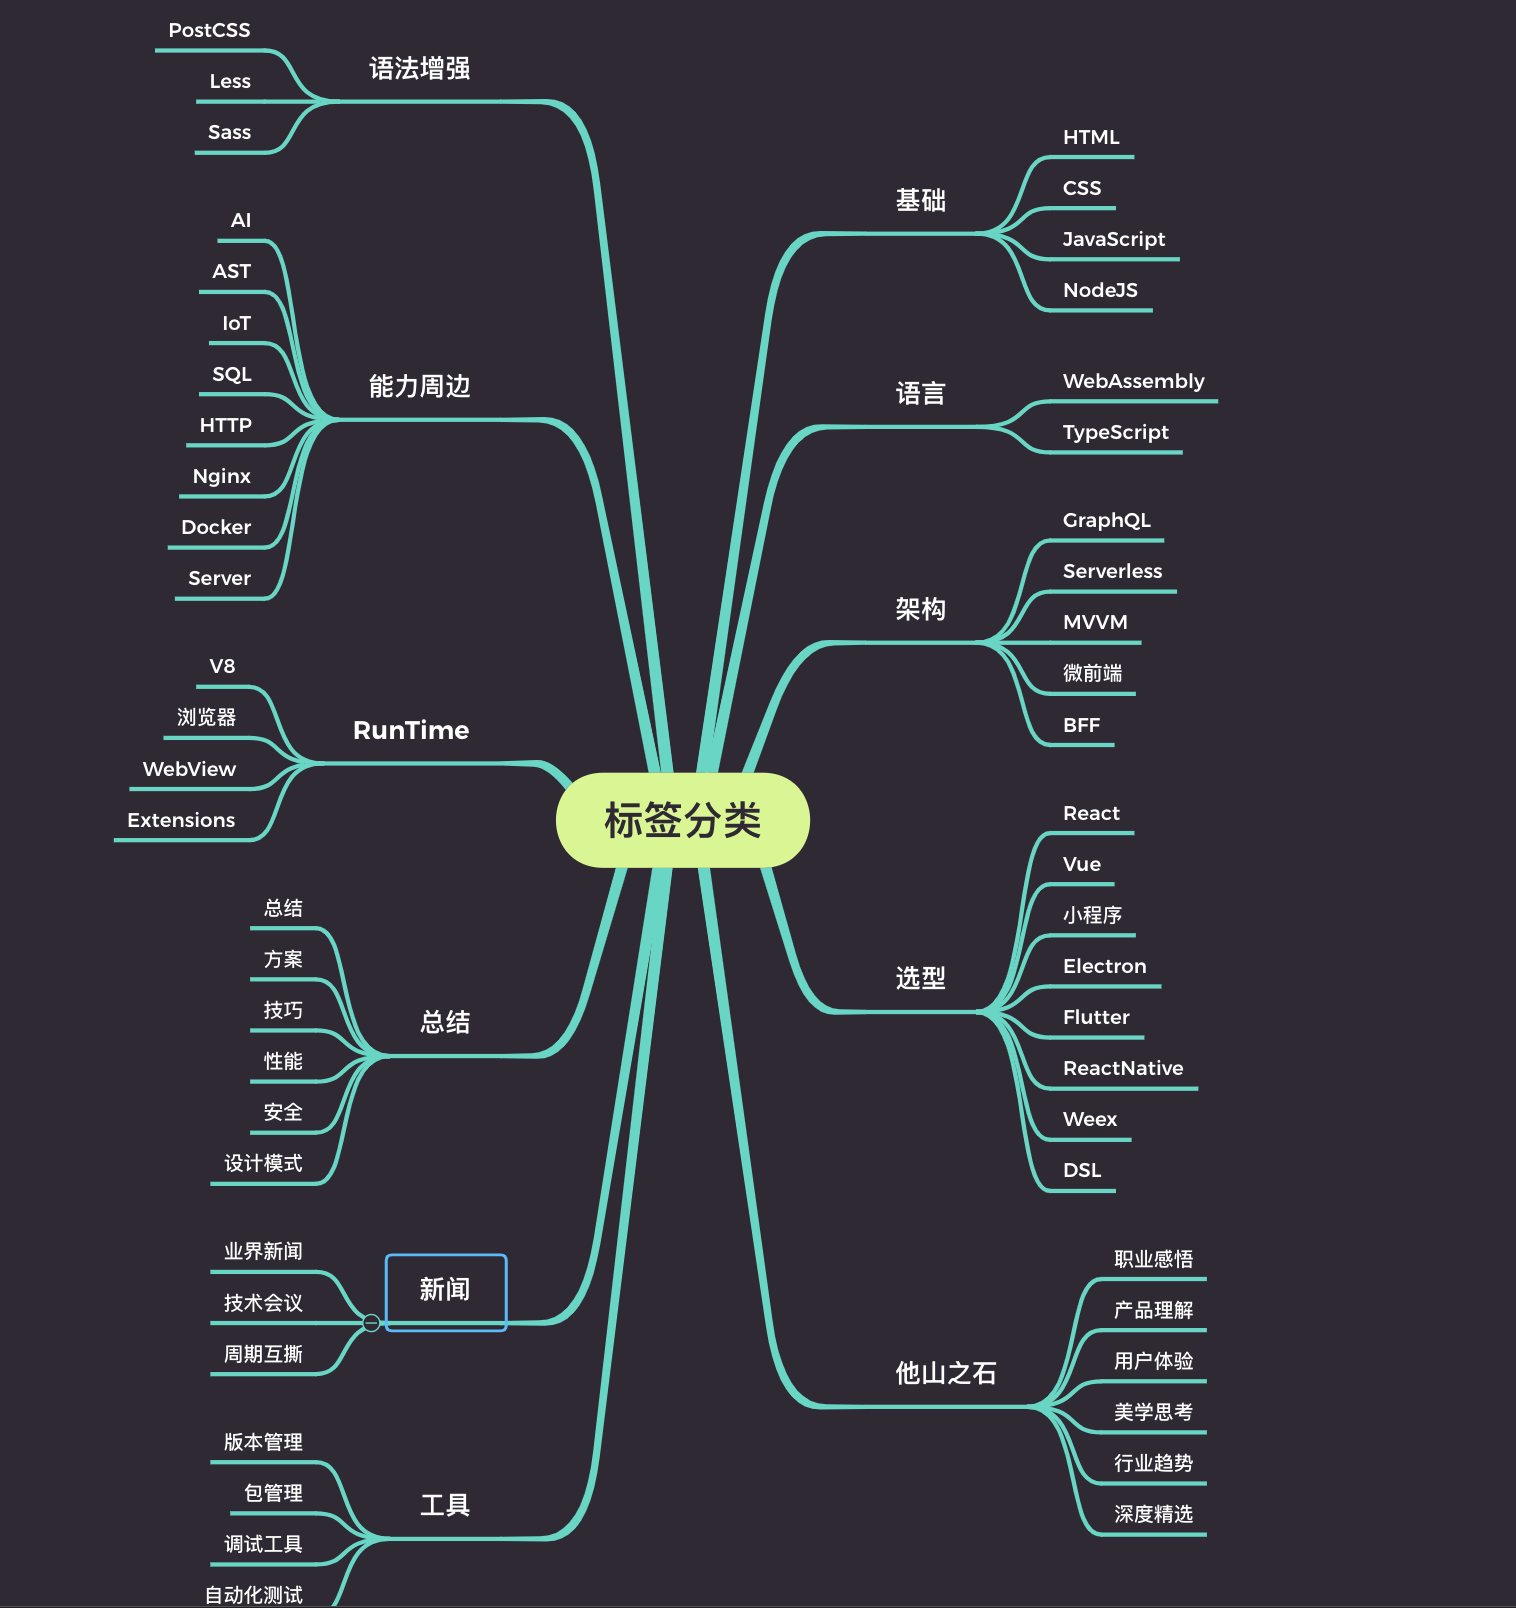 标签分类
语法增强
PostCSS
Less
Sass
能力周边
AI
AST
IoT
SQL
HTTP
Nginx
Docker
Server
RunTime
V8
浏览器
WebView
Extensions
总结
总结
方案
技巧
性能
安全
设计模式
新闻
业界新闻
技术会议
周期互撕
工具
版本管理
包管理
调试工具
自动化测试
基础
HTML
CSS
JavaScript
NodeJS
语言
WebAssembly
TypeScript
架构
GraphQL
Serverless
MVVM
微前端
BFF
选型
React
Vue
小程序
Electron
Flutter
ReactNative
Weex
DSL
他山之石
职业感悟
产品理解
用户体验
美学思考
行业趋势
深度精选